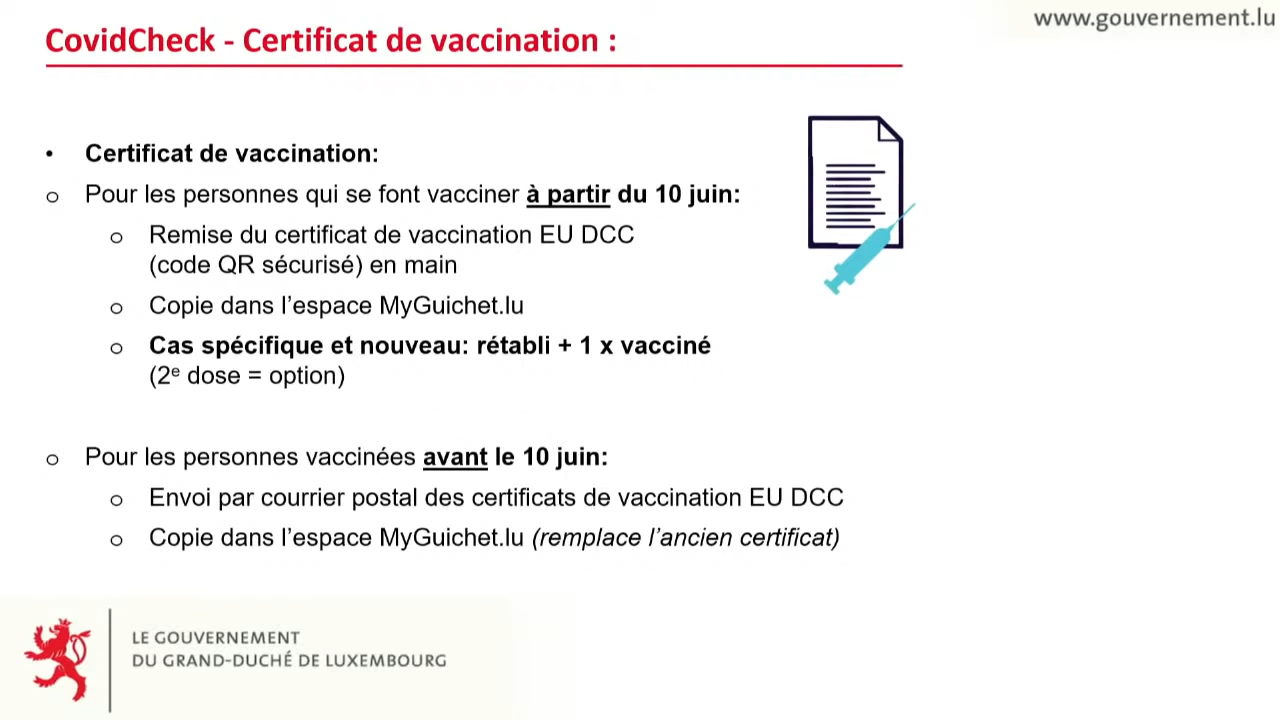 www.gouvernement.lu
CovidCheck - Certificat de vaccination :
• Certificat de vaccination:
o Pour les personnes qui se font vacciner à partir du 10 juin:
o Remise du certificat de vaccination EU DCC
(code QR sécurisé) en main
o Copie dans l’espace MyGuichet.lu
o Cas spécifique et nouveau: rétabli + 1 x vacciné
(2e dose = option)
o Pour les personnes vaccinées avant le 10 juin:
o Envoi par courrier postal des certificats de vaccination EU DCC
o Copie dans l’espace MyGuichet.lu (remplace l’ancien certificat)
LE GOUVERNEMENT
DU GRAND-DUCHÉ DE LUXEMBOURG